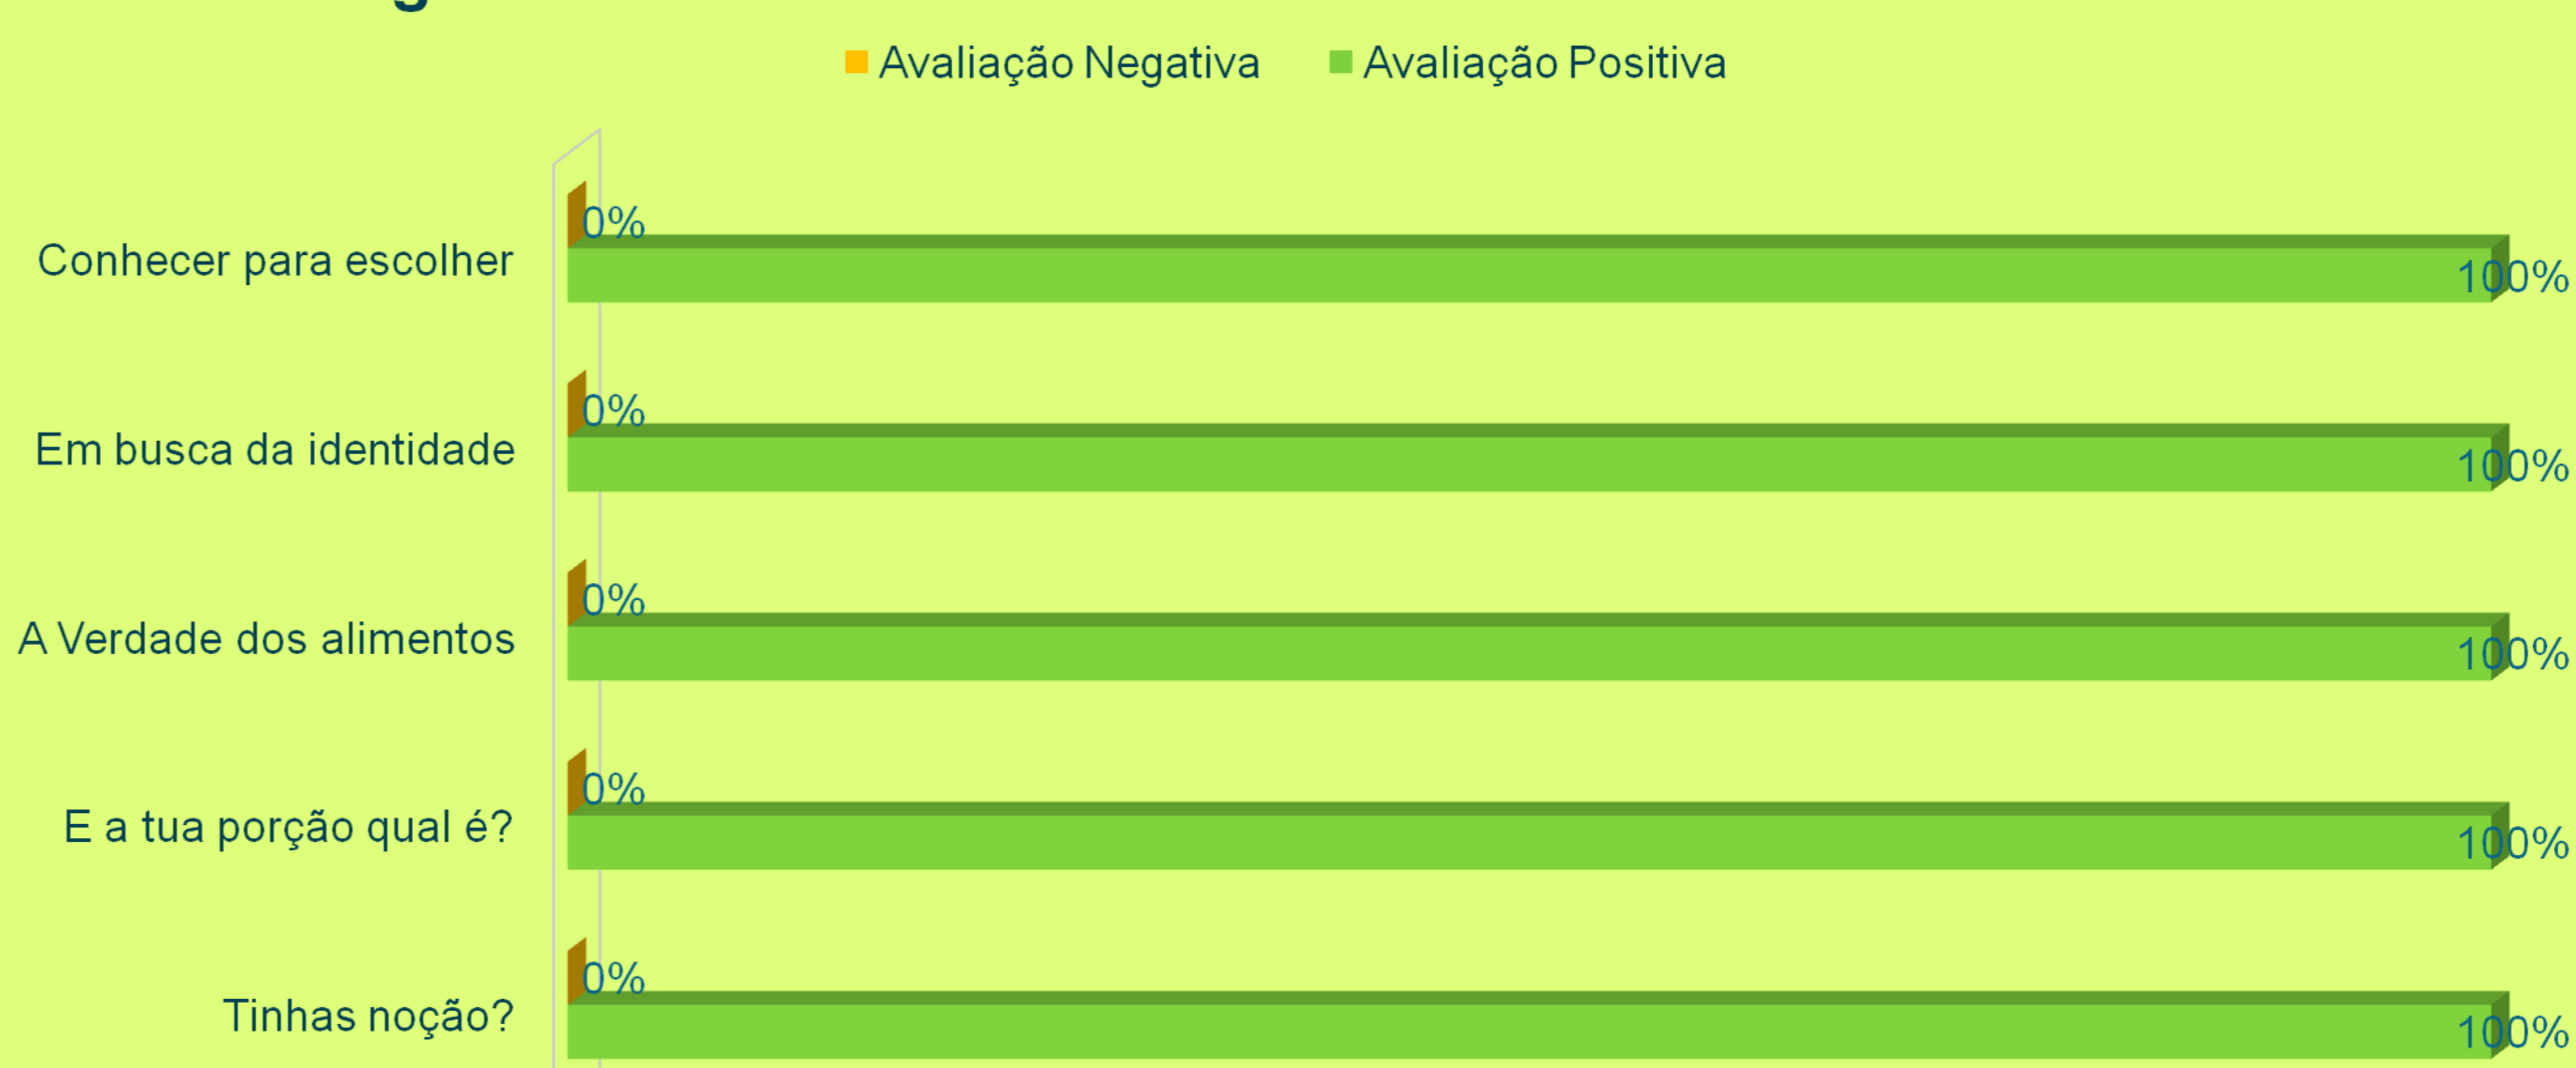 Avaliação Negativa Avaliação Positiva
Conhecer para escolher 0% 100%
Em busca da identidade 0% 100%
A Verdade dos alimentos 0% 100%
E a tua porção qual é? 0% 100%
Tinhas noção? 0% 100%